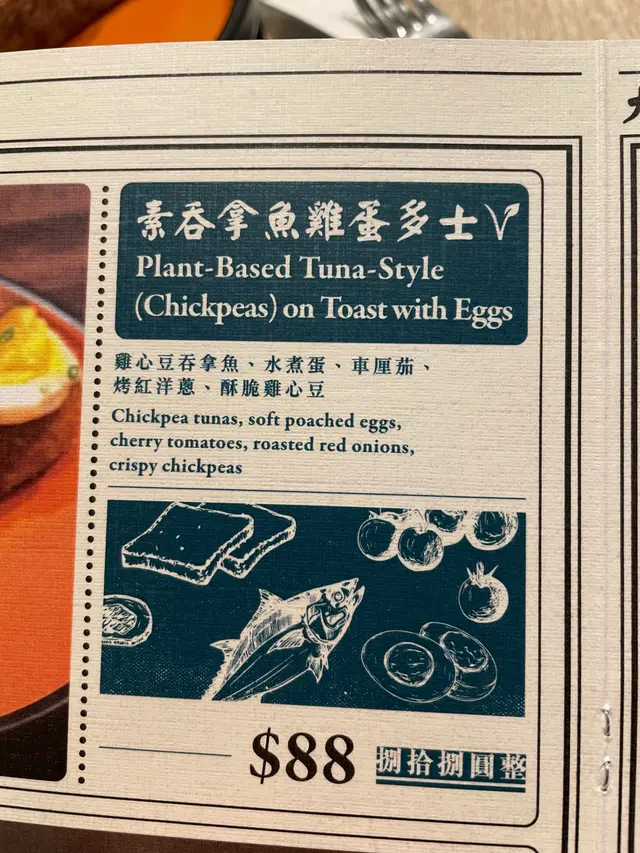 素吞拿魚雞蛋多士
Plant-Based Tuna-Style
(Chickpeas) on Toast with Eggs
雞心豆吞拿魚、水煮蛋、車厘茄、
烤紅洋蔥、酥脆雞心豆
Chickpea tunas, soft poached eggs,
cherry tomatoes, roasted red onions,
crispy chickpeas
$88 捌拾捌圓整